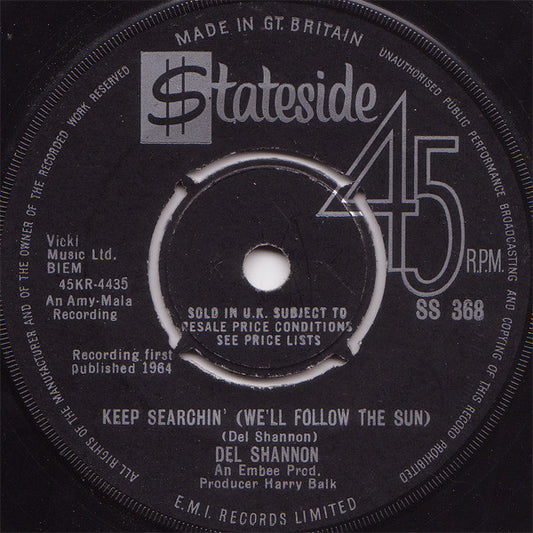 MADE IN GT. BRITAIN
UNAUTHORISED PUBLIC PERFORMANCE BROADCASTING AND COPYING OF THIS RECORD PROHIBITED
ALL RIGHTS OF THE MANUFACTURER AND OF THE OWNER OF THE RECORDED WORK RESERVED
$tateside
45 R.P.M.
SS 368
Vicki
Music Ltd.
BIEM
45KR-4435
An Amy-Mala
Recording
SOLD IN U.K. SUBJECT TO
RESALE PRICE CONDITIONS
SEE PRICE LISTS
Recording first
published 1964
KEEP SEARCHIN' (WE'LL FOLLOW THE SUN)
(Del Shannon)
DEL SHANNON
An Embee Prod.
Producer Harry Balk
E.M.I. RECORDS LIMITED